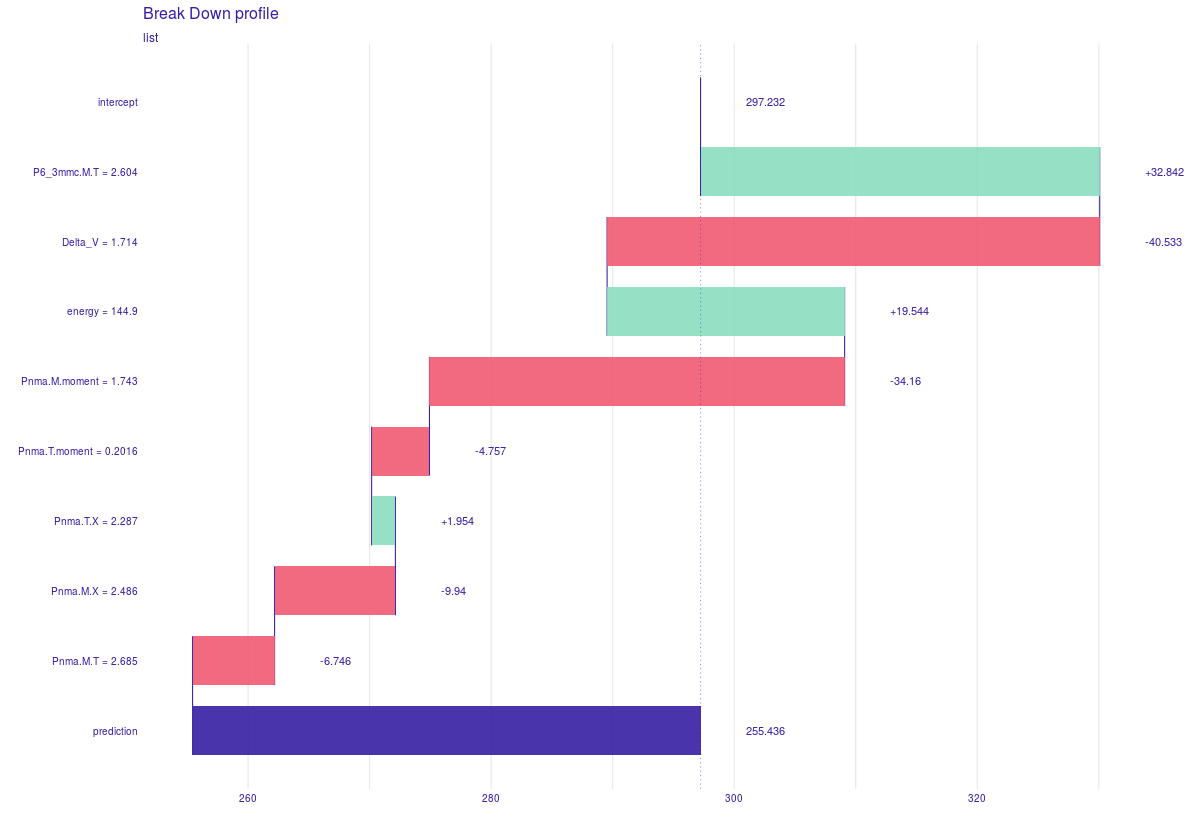 Break Down profile
list
intercept 297.232
P6_3mmc.M.T = 2.604 +32.842
Delta_V = 1.714 -40.533
energy = 144.9 +19.544
Pnma.M.moment = 1.743 -34.16
Pnma.T.moment = 0.2016 -4.757
Pnma.T.X = 2.287 +1.954
Pnma.M.X = 2.486 -9.94
Pnma.M.T = 2.685 -6.746
prediction 255.436
260 280 300 320